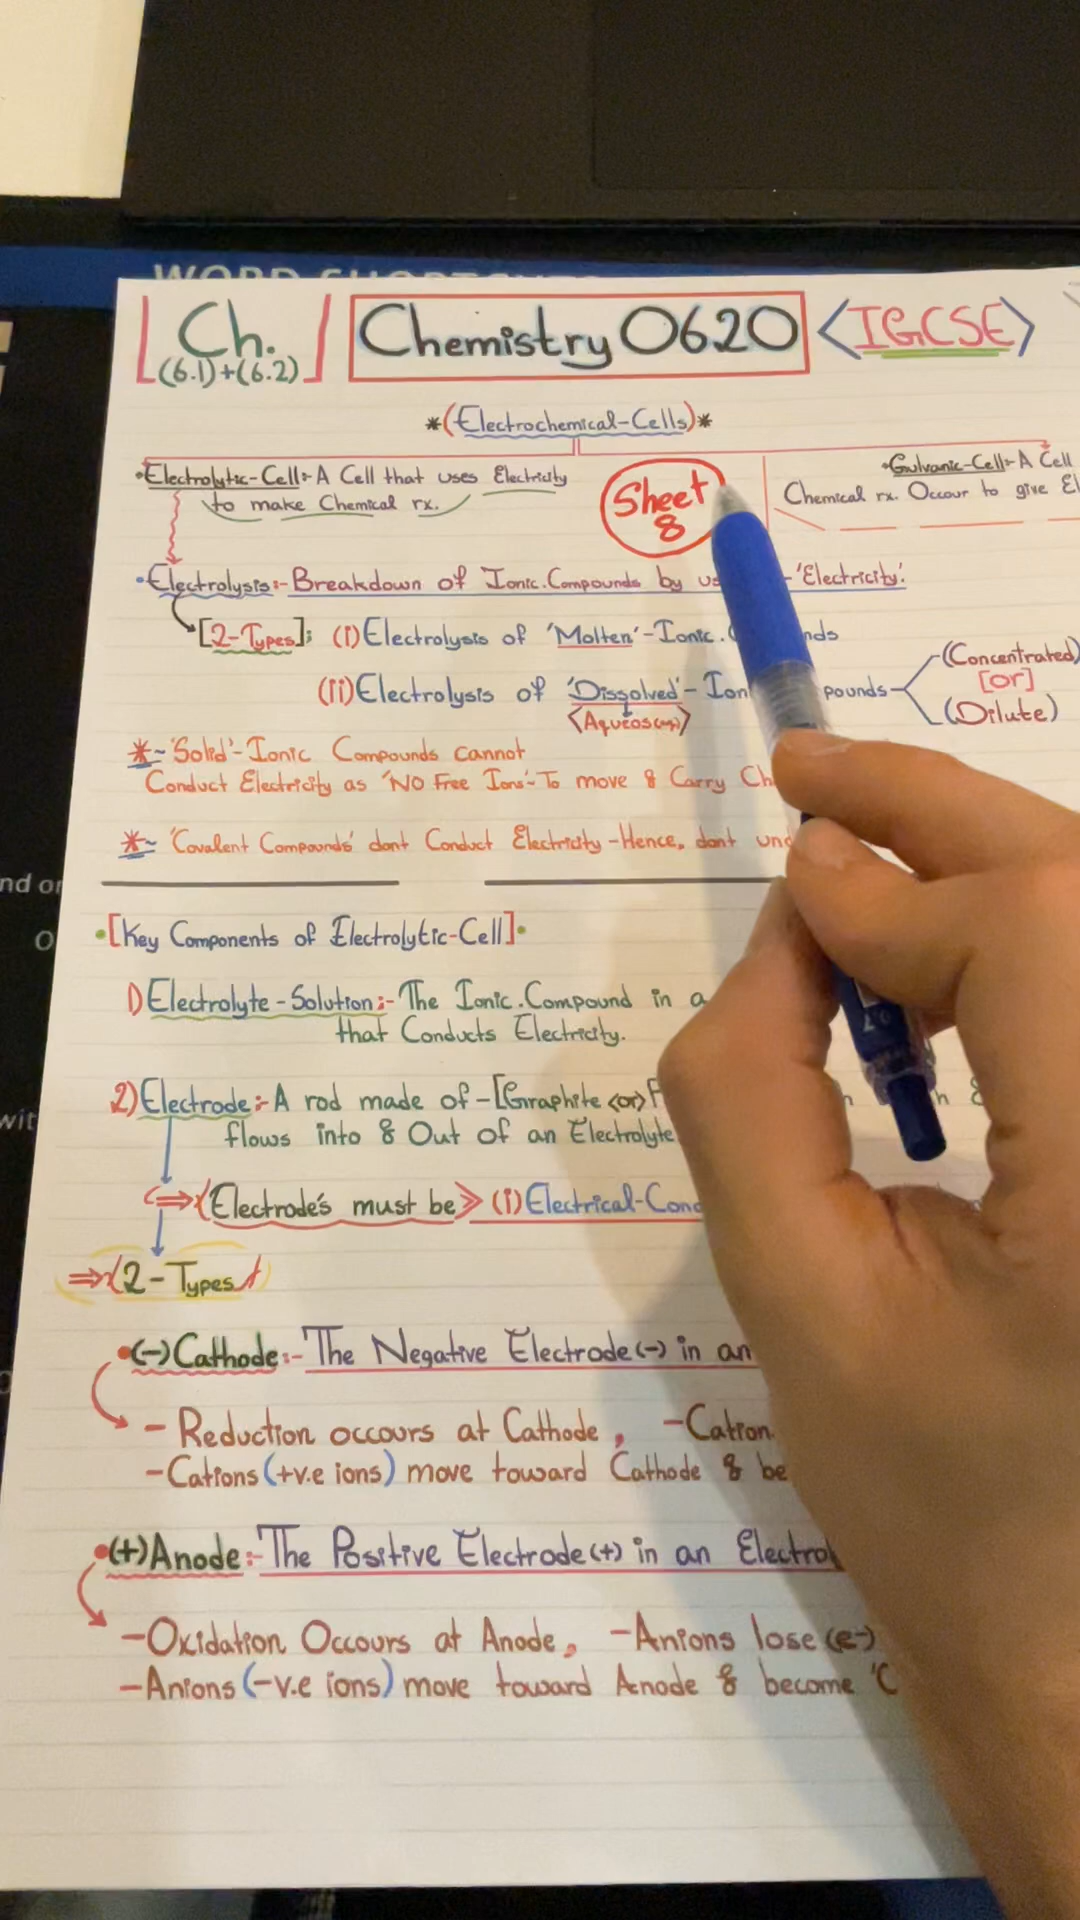 Ch.
(6.1)+(6.2)
Chemistry 0620
<IGCSE>
*(Electrochemical-Cells)*
•Electrolytic-Cell:- A Cell that uses Electricity
to make Chemical rx.
Sheet
8
•Gulvanic-Cell:- A Cell
Chemical rx. Occour to give
•Electrolysis:- Breakdown of Ionic.Compounds by - 'Electricity'.
[2-Types]: (i) Electrolysis of 'Molten'-Ionic.
(ii) Electrolysis of 'Dissolved'-
<Aqueos(aq)>
(Concentrated)
[or]
(Dilute)
*~ 'Solid'-Ionic Compounds cannot
Conduct Electricity as 'NO Free Ions'-To move & Carry
*~ 'Covalent Compounds' dont Conduct Electricity -Hence, dont
•[Key Components of Electrolytic-Cell]•
1) Electrolyte-Solution:- The Ionic.Compound in a
that Conducts Electricity.
2) Electrode:- A rod made of -[Graphite <or>
flows into & Out of an Electrolyte
⇒ Electrode's must be >> (i) Electrical-
⇒ 2-Types
•(-)Cathode:- The Negative Electrode(-) in an
- Reduction occours at Cathode,
- Cations (+v.e ions) move toward Cathode &
•(+)Anode:- The Positive Electrode(+) in an
-Oxidation Occours at Anode, -Anions lose (e-)
-Anions (-v.e ions) move toward Anode & become